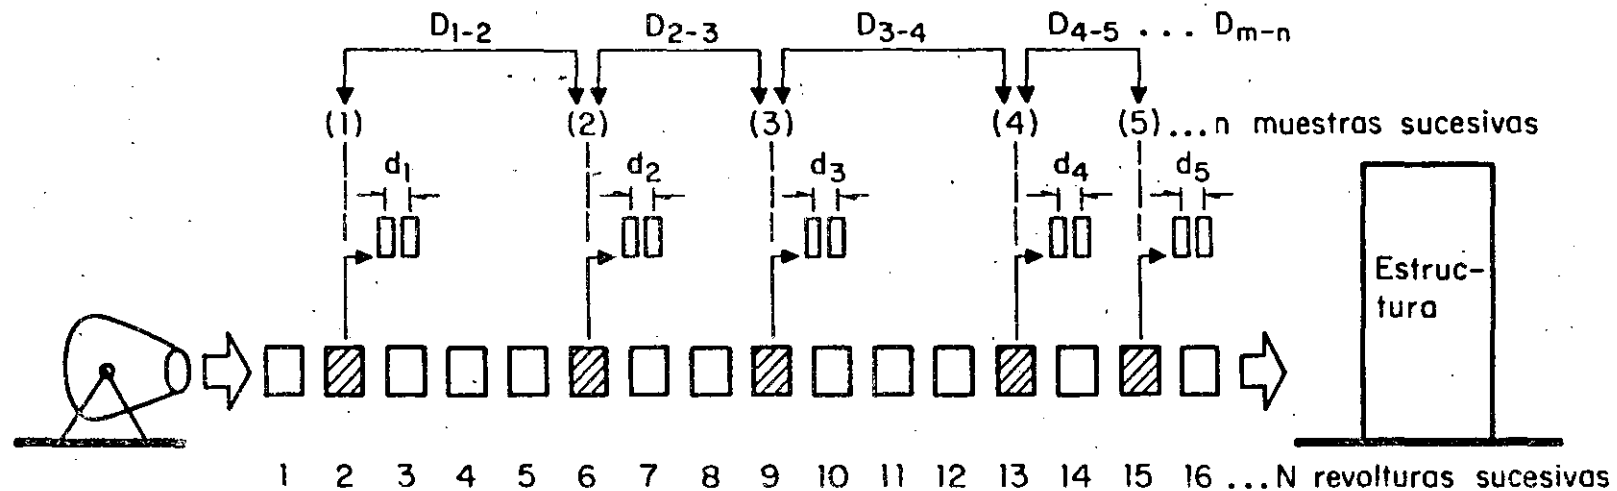 D1-2 D2-3 D3-4 D4-5 ... Dm-n
(1) (2) (3) (4) (5)...n muestras sucesivas
d1 d2 d3 d4 d5
Estruc-
tura
1 2 3 4 5 6 7 8 9 10 11 12 13 14 15 16 ...N revolturas sucesivas